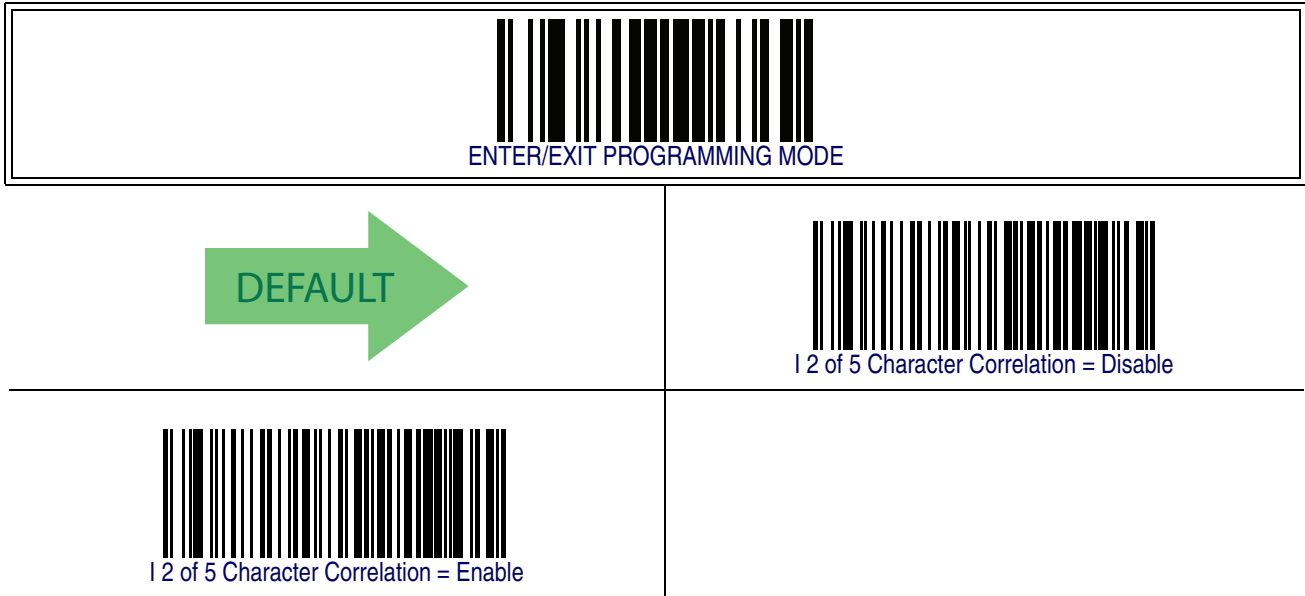 ENTER/EXIT PROGRAMMING MODE
DEFAULT
I 2 of 5 Character Correlation = Disable
I 2 of 5 Character Correlation = Enable